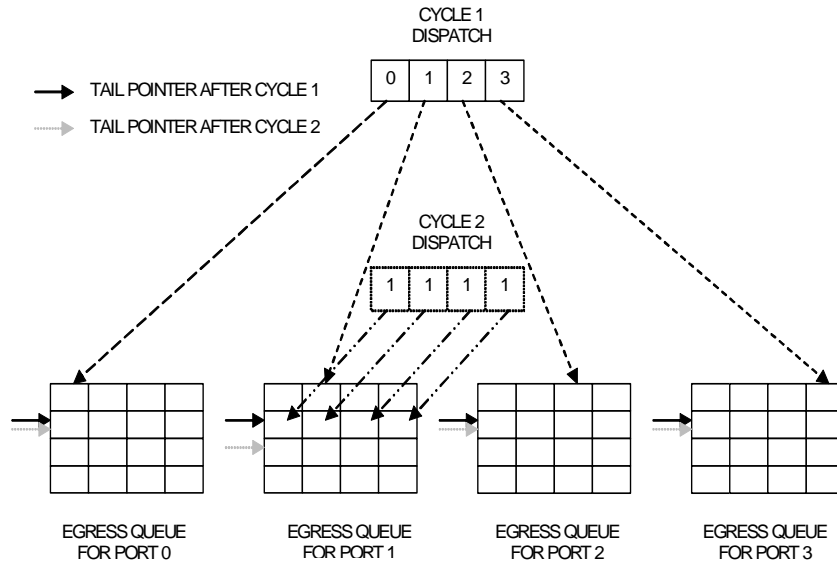 CYCLE 1
DISPATCH
0 1 2 3
TAIL POINTER AFTER CYCLE 1
TAIL POINTER AFTER CYCLE 2
CYCLE 2
DISPATCH
1 1 1 1
EGRESS QUEUE
FOR PORT 0
EGRESS QUEUE
FOR PORT 1
EGRESS QUEUE
FOR PORT 2
EGRESS QUEUE
FOR PORT 3